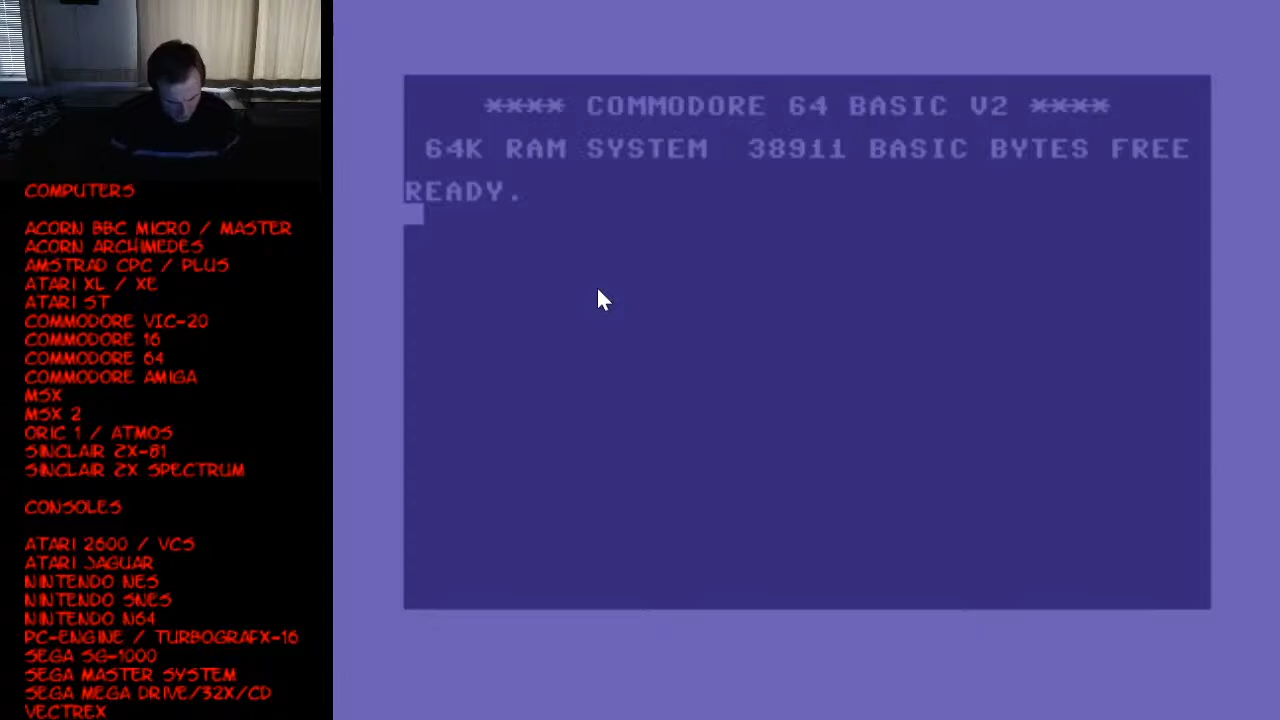 COMPUTERS
ACORN BBC MICRO / MASTER
ACORN ARCHIMEDES
AMSTRAD CPC / PLUS
ATARI XL / XE
ATARI ST
COMMODORE VIC-20
COMMODORE 16
COMMODORE 64
COMMODORE AMIGA
MSX
MSX 2
ORIC 1 / ATMOS
SINCLAIR ZX-81
SINCLAIR ZX SPECTRUM
CONSOLES
ATARI 2600 / VCS
ATARI JAGUAR
NINTENDO NES
NINTENDO SNES
NINTENDO N64
PC-ENGINE / TURBOGRAFX-16
SEGA SG-1000
SEGA MASTER SYSTEM
SEGA MEGA DRIVE/32X/CD
VECTREX
**** COMMODORE 64 BASIC V2 ****
64K RAM SYSTEM  38911 BASIC BYTES FREE
READY.